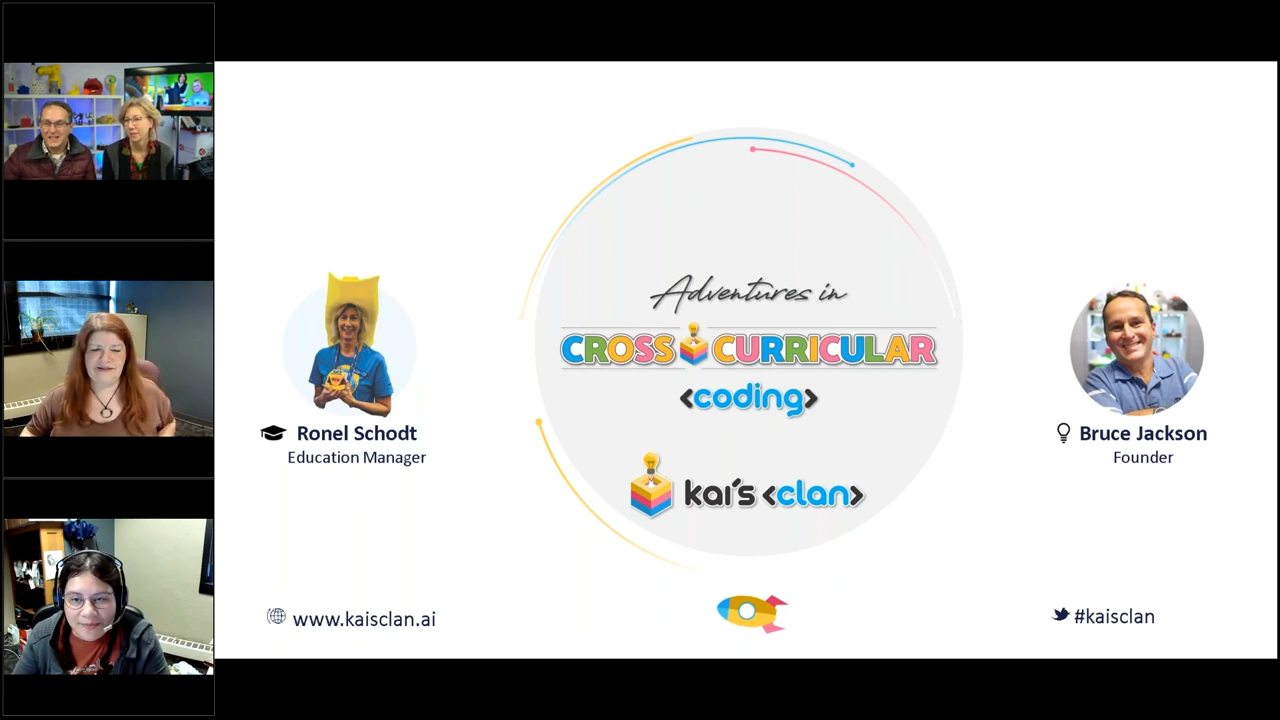 Adventures in
CROSS CURRICULAR
<coding>
kai's <clan>
Ronel Schodt
Education Manager
Bruce Jackson
Founder
www.kaisclan.ai
#kaisclan